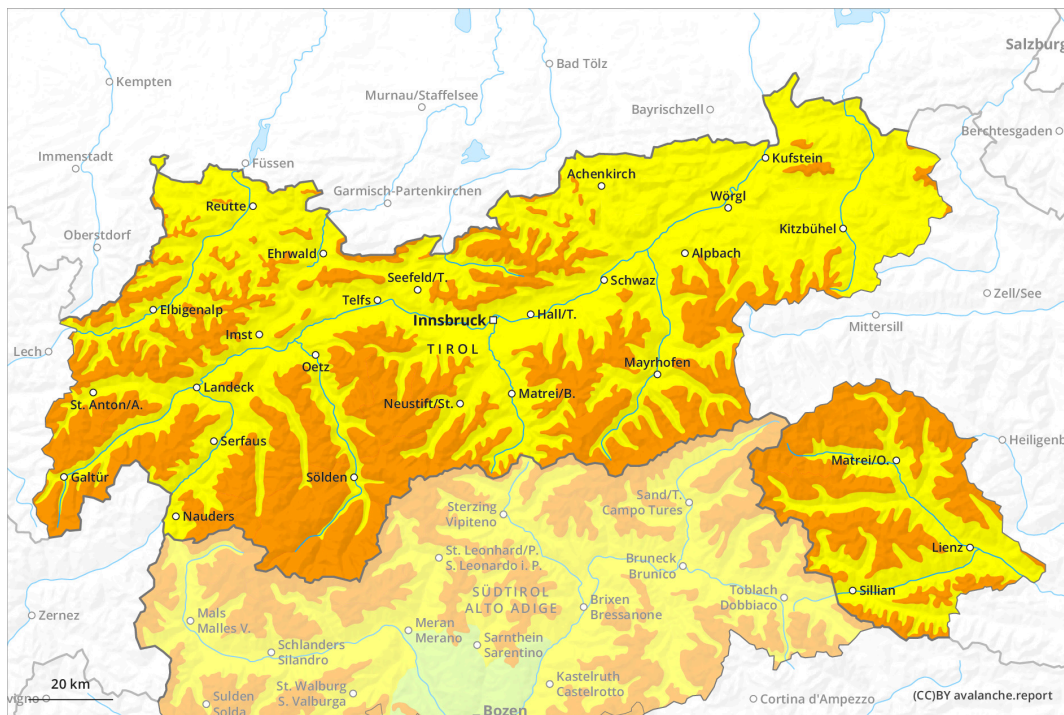 Salzburg
Kempten
Bad Tölz
Murnau/Staffelsee
Bayrischzell
Berchtesgaden
Immenstadt
Füssen
Kufstein
Achenkirch
Garmisch-Partenkirchen
Reutte
Wörgl
Oberstdorf
Kitzbühel
Ehrwald
Alpbach
Seefeld/T.
Schwaz
Zell/See
Telfs
Elbigenalp
Hall/T.
Innsbruck
Mittersill
Imst
TIROL
Lech
Oetz
Mayrhofen
Landeck
Matrei/B.
St. Anton/A.
Neustift/St.
Serfaus
Heiligenb
Matrei/O.
Galtür
Sölden
Sand/T.
Campo Tures
Sterzing
Vipiteno
Nauders
Lienz
St. Leonhard/P.
S. Leonardo i. P.
Bruneck
Brunico
SÜDTIROL
ALTO ADIGE
Toblach
Dobbiaco
Sillian
Zernez
Mals
Malles V.
Brixen
Bressanone
Meran
Merano
Schlanders
Silandro
Sarnthein
Sarentino
20 km
St. Walburg
S. Valburga
Kastelruth
Castelrotto
vigno
Sulden
Solda
Cortina d'Ampezzo
(CC)BY avalanche.report
Bozen